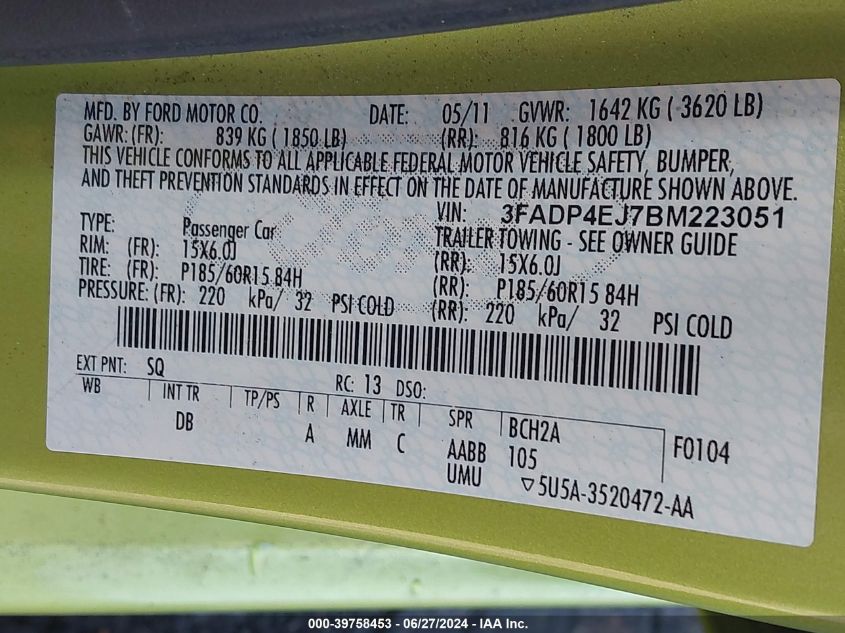 MFD. BY FORD MOTOR CO. DATE: 05/11 GVWR: 1642 KG ( 3620 LB)
GAWR: (FR): 839 KG ( 1850 LB) (RR): 816 KG ( 1800 LB)
THIS VEHICLE CONFORMS TO ALL APPLICABLE FEDERAL MOTOR VEHICLE SAFETY, BUMPER,
AND THEFT PREVENTION STANDARDS IN EFFECT ON THE DATE OF MANUFACTURE SHOWN ABOVE.
VIN: 3FADP4EJ7BM223051
TYPE: Passenger Car TRAILER TOWING - SEE OWNER GUIDE
RIM: (FR): 15X6.0J (RR): 15X6.0J
TIRE: (FR): P185/60R15 84H (RR): P185/60R15 84H
PRESSURE: (FR): 220 kPa/ 32 PSI COLD (RR): 220 kPa/ 32 PSI COLD
EXT PNT: SQ RC: 13 DSO:
WB INT TR TP/PS R AXLE TR SPR BCH2A F0104
DB A MM C AABB 105
UMU ▽5U5A-3520472-AA
000-39758453 - 06/27/2024 - IAA Inc.